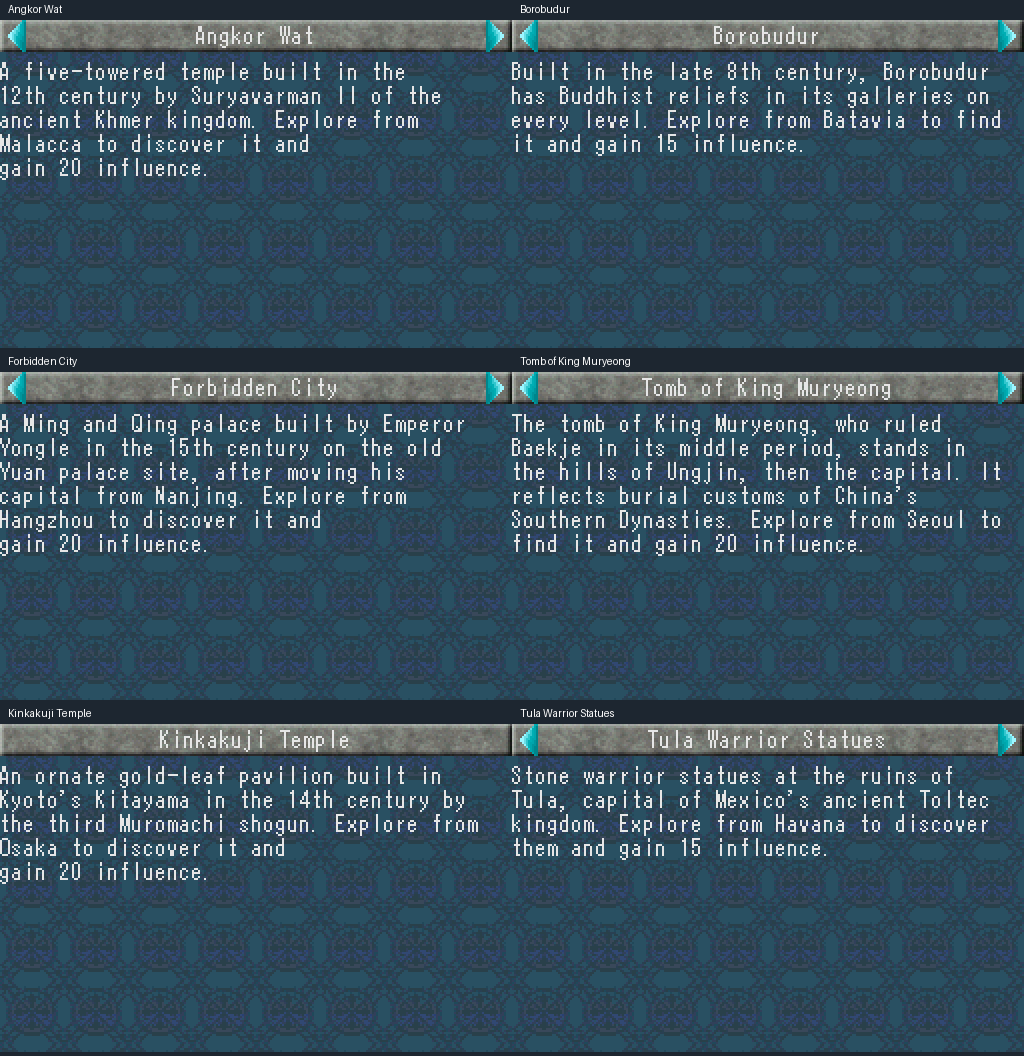 Angkor Wat
Angkor Wat
A five-towered temple built in the
12th century by Suryavarman II of the
ancient Khmer kingdom. Explore from
Malacca to discover it and
gain 20 influence.
Borobudur
Borobudur
Built in the late 8th century, Borobudur
has Buddhist reliefs in its galleries on
every level. Explore from Batavia to find
it and gain 15 influence.
Forbidden City
Forbidden City
A Ming and Qing palace built by Emperor
Yongle in the 15th century on the old
Yuan palace site, after moving his
capital from Nanjing. Explore from
Hangzhou to discover it and
gain 20 influence.
Tomb of King Muryeong
Tomb of King Muryeong
The tomb of King Muryeong, who ruled
Baekje in its middle period, stands in
the hills of Ungjin, then the capital. It
reflects burial customs of China's
Southern Dynasties. Explore from Seoul to
find it and gain 20 influence.
Kinkakuji Temple
Kinkakuji Temple
An ornate gold-leaf pavilion built in
Kyoto's Kitayama in the 14th century by
the third Muromachi shogun. Explore from
Osaka to discover it and
gain 20 influence.
Tula Warrior Statues
Tula Warrior Statues
Stone warrior statues at the ruins of
Tula, capital of Mexico's ancient Toltec
kingdom. Explore from Havana to discover
them and gain 15 influence.